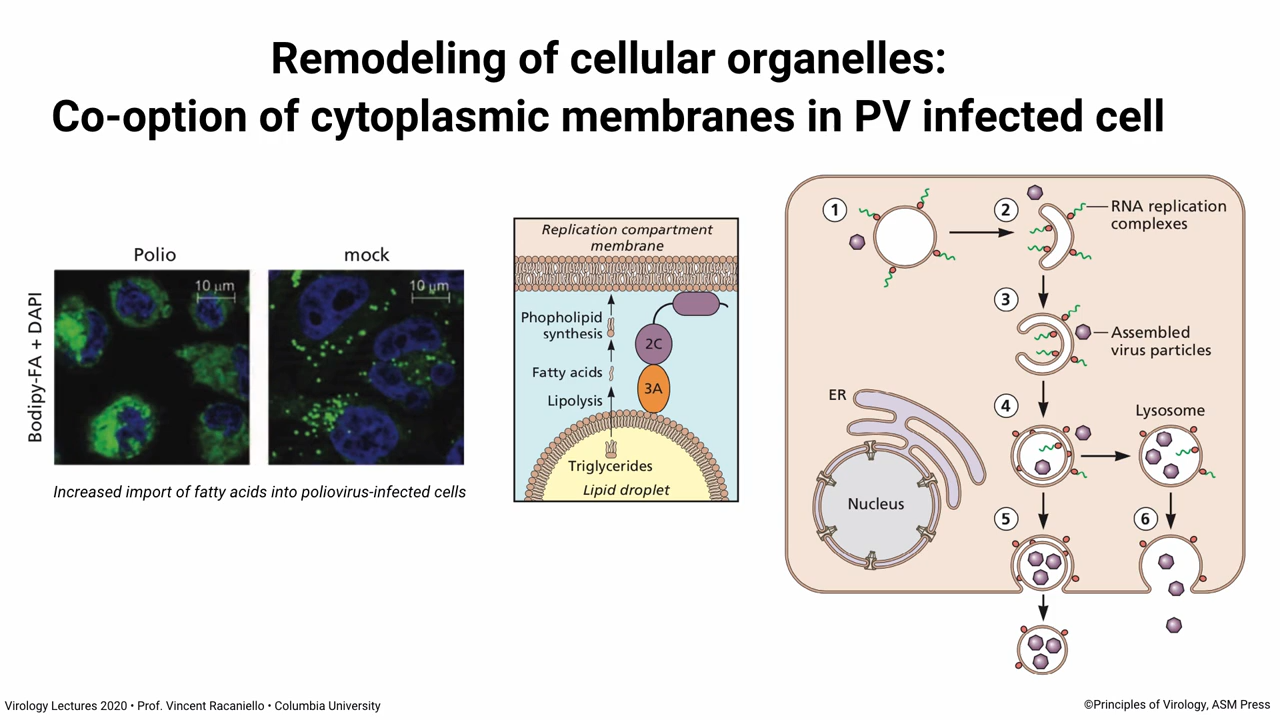 Remodeling of cellular organelles:
Co-option of cytoplasmic membranes in PV infected cell
Polio
mock
10 μm
10 μm
Bodipy-FA + DAPI
Increased import of fatty acids into poliovirus-infected cells
Replication compartment
membrane
Phopholipid
synthesis
2C
Fatty acids
3A
Lipolysis
Triglycerides
Lipid droplet
1
2
RNA replication
complexes
3
Assembled
virus particles
ER
4
Lysosome
Nucleus
5
6
Virology Lectures 2020 • Prof. Vincent Racaniello • Columbia University
©Principles of Virology, ASM Press